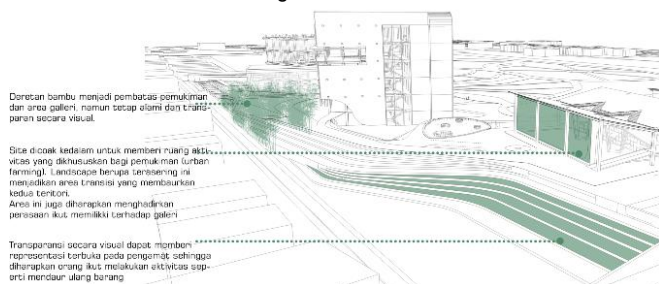 Deretan bambu menjadi pembatas pemukiman
dan area galleri, namun tetap alami dan trans-
paran secara visual.
Site dicoak kedalam untuk memberi ruang akti-
vitas yang dikhususkan bagi pemukiman (urban
farming). Landscape berupa terasering ini
menjadikan area transisi yang membaurkan
kedua teritori.
Area ini juga diharapkan menghadirkan
perasaan ikut memilikki terhadap galeri
Transparansi secara visual dapat memberi
representasi terbuka pada pengamat sehingga
diharapkan orang ikut melakukan aktivitas sep-
erti mendaur ulang barang